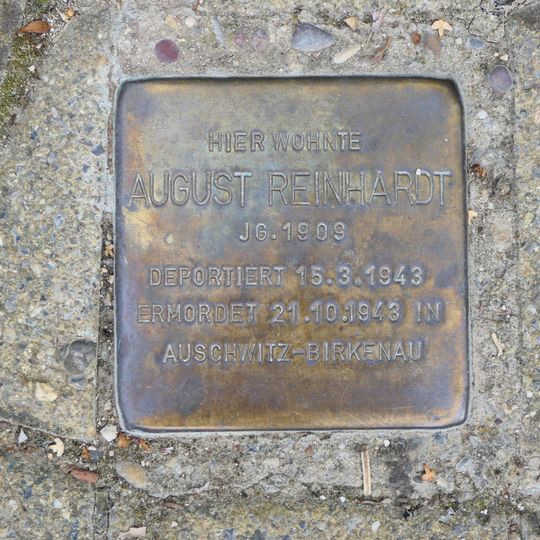 HIER WOHNTE
AUGUST REINHARDT
JG. 1909
DEPORTIERT 15.3.1943
ERMORDET 21.10.1943 IN
AUSCHWITZ-BIRKENAU